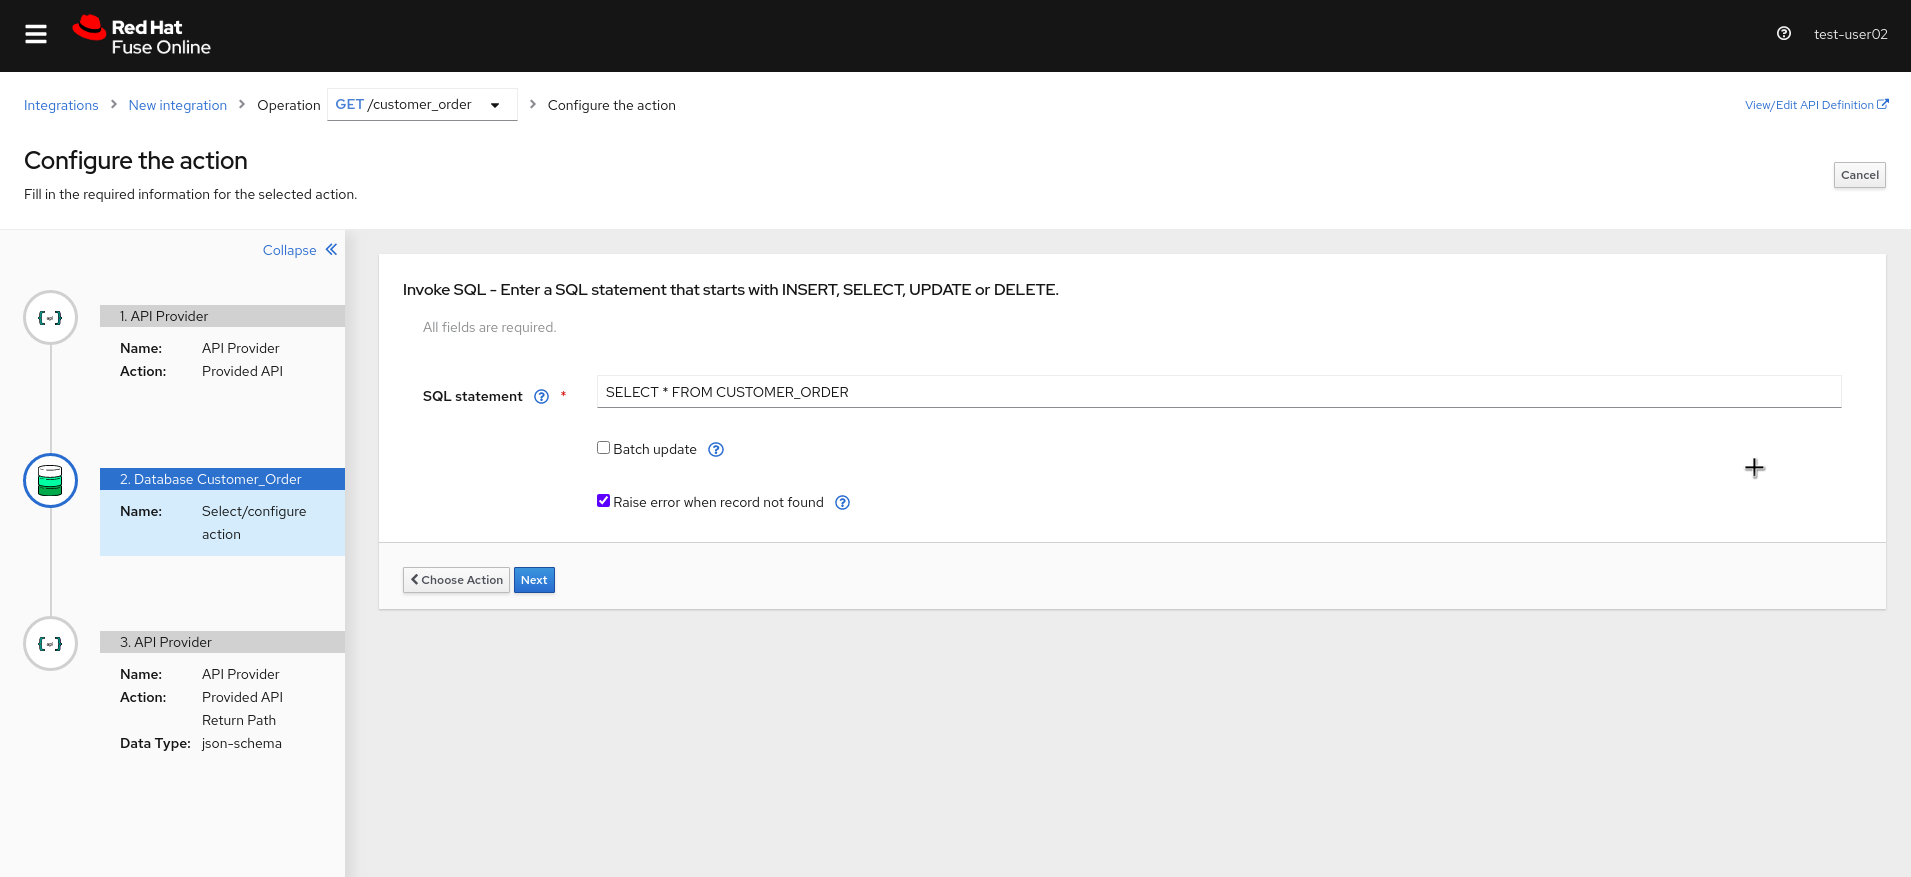 Red Hat
Fuse Online
test-user02
Integrations > New integration > Operation GET /customer_order > Configure the action
View/Edit API Definition
Configure the action
Fill in the required information for the selected action.
Cancel
Collapse
api
1. API Provider
Name: API Provider
Action: Provided API
2. Database Customer_Order
Name: Select/configure
action
api
3. API Provider
Name: API Provider
Action: Provided API
Return Path
Data Type: json-schema
Invoke SQL - Enter a SQL statement that starts with INSERT, SELECT, UPDATE or DELETE.
All fields are required.
SQL statement ? * SELECT * FROM CUSTOMER_ORDER
Batch update ?
Raise error when record not found ?
Choose Action Next